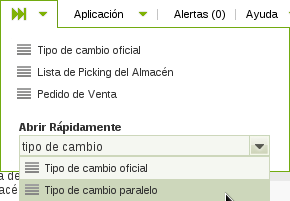 Aplicación Alertas (0) Ayuda
Tipo de cambio oficial
Lista de Picking del Almacén
Pedido de Venta
Abrir Rápidamente
tipo de cambio
Tipo de cambio oficial
Tipo de cambio paralelo